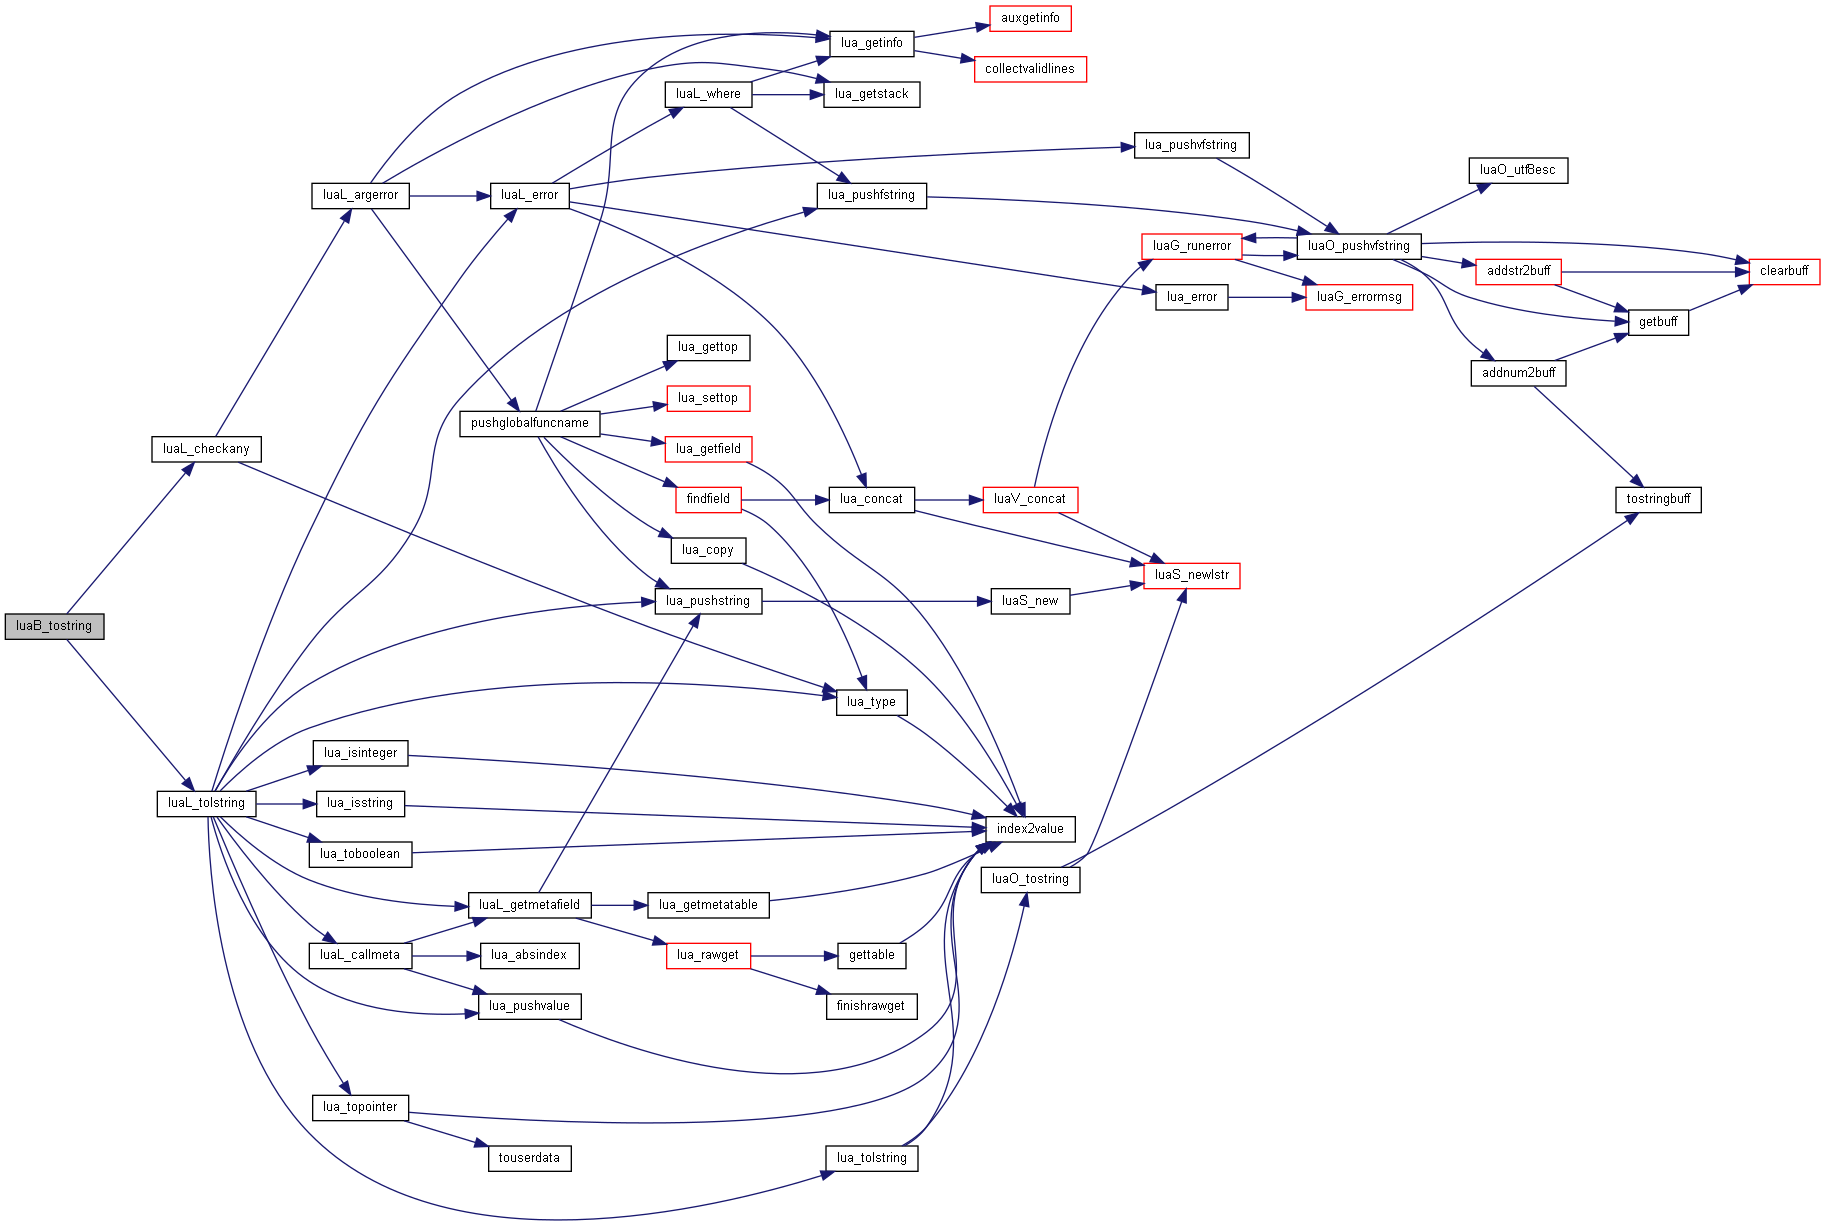 auxgetinfo
lua_getinfo
collectvalidlines
luaL_where
lua_getstack
lua_pushvfstring
luaO_utf8esc
luaL_argerror
luaL_error
lua_pushfstring
luaG_runerror
luaO_pushvfstring
addstr2buff
clearbuff
lua_error
luaG_errormsg
getbuff
lua_gettop
addnum2buff
lua_settop
pushglobalfuncname
luaL_checkany
lua_getfield
findfield
lua_concat
luaV_concat
tostringbuff
lua_copy
luaS_newlstr
lua_pushstring
luaS_new
luaB_tostring
lua_type
lua_isinteger
luaL_tolstring
lua_isstring
index2value
lua_toboolean
luaO_tostring
luaL_getmetafield
lua_getmetatable
luaL_callmeta
lua_absindex
lua_rawget
gettable
lua_pushvalue
finishrawget
lua_topointer
touserdata
lua_tolstring